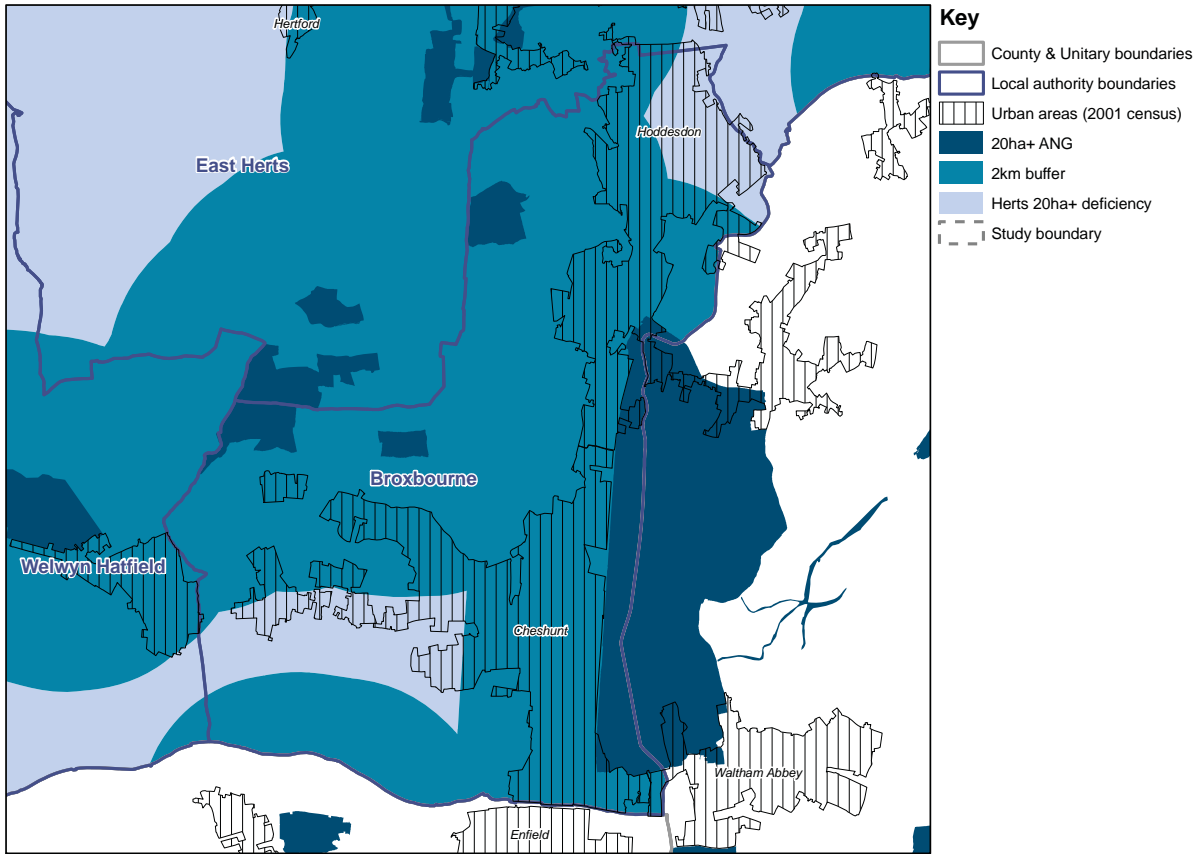 Hertford
Hoddesdon
East Herts
Broxbourne
Welwyn Hatfield
Cheshunt
Waltham Abbey
Enfield
Key
County & Unitary boundaries
Local authority boundaries
Urban areas (2001 census)
20ha+ ANG
2km buffer
Herts 20ha+ deficiency
Study boundary